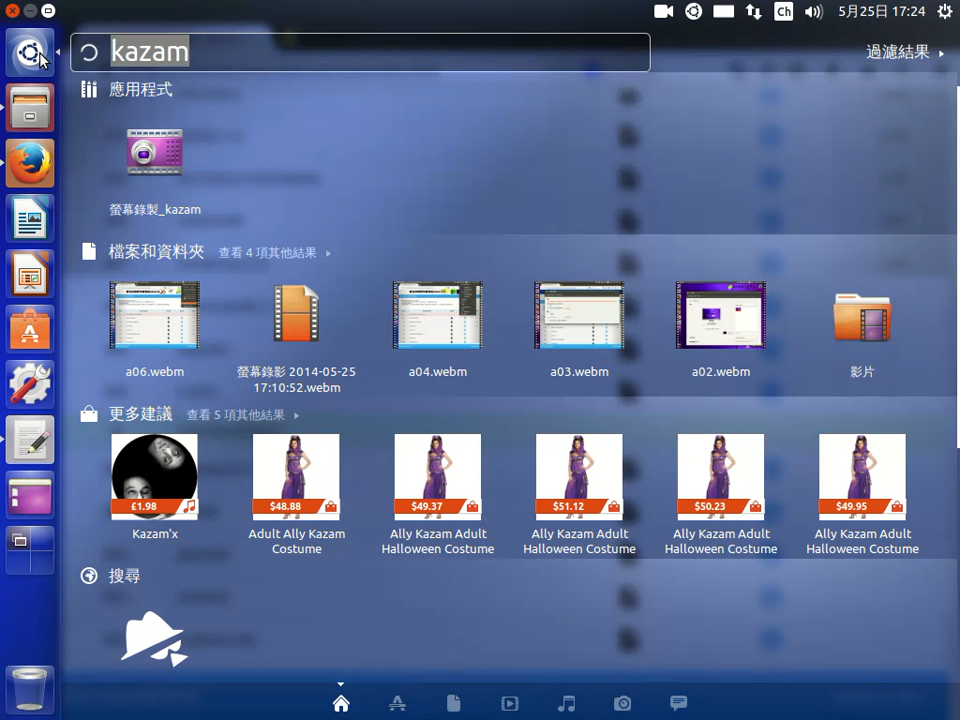 Ch
5月25日 17:24
kazam
過濾結果
應用程式
螢幕錄製_kazam
檔案和資料夾 查看 4 項其他結果
a06.webm
螢幕錄影 2014-05-25
17:10:52.webm
a04.webm
a03.webm
a02.webm
影片
更多建議 查看 5 項其他結果
£1.98
$48.88
$49.37
$51.12
$50.23
$49.95
Kazam'x
Adult Ally Kazam
Costume
Ally Kazam Adult
Halloween Costume
Ally Kazam Adult
Halloween Costume
Ally Kazam Adult
Halloween Costume
Ally Kazam Adult
Halloween Costume
搜尋